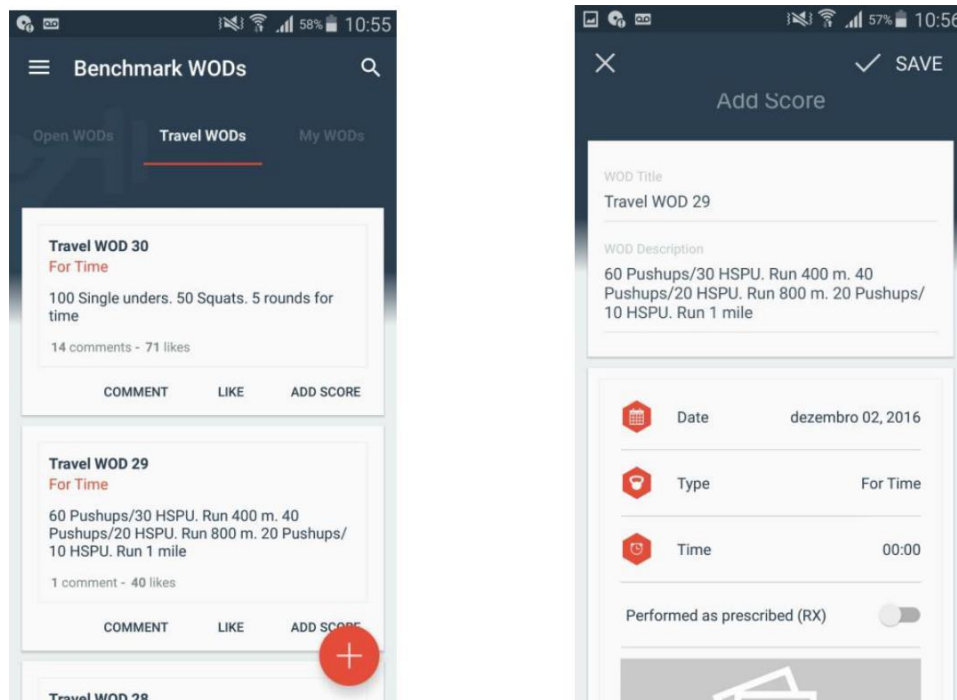 58% 10:55
Benchmark WODs
Open WODs Travel WODs My WODs
Travel WOD 30
For Time
100 Single unders. 50 Squats. 5 rounds for
time
14 comments - 71 likes
COMMENT LIKE ADD SCORE
Travel WOD 29
For Time
60 Pushups/30 HSPU. Run 400 m. 40
Pushups/20 HSPU. Run 800 m. 20 Pushups/
10 HSPU. Run 1 mile
1 comment - 40 likes
COMMENT LIKE ADD SCORE
Travel WOD 28
57% 10:56
SAVE
Add Score
WOD Title
Travel WOD 29
WOD Description
60 Pushups/30 HSPU. Run 400 m. 40
Pushups/20 HSPU. Run 800 m. 20 Pushups/
10 HSPU. Run 1 mile
Date dezembro 02, 2016
Type For Time
Time 00:00
Performed as prescribed (RX)